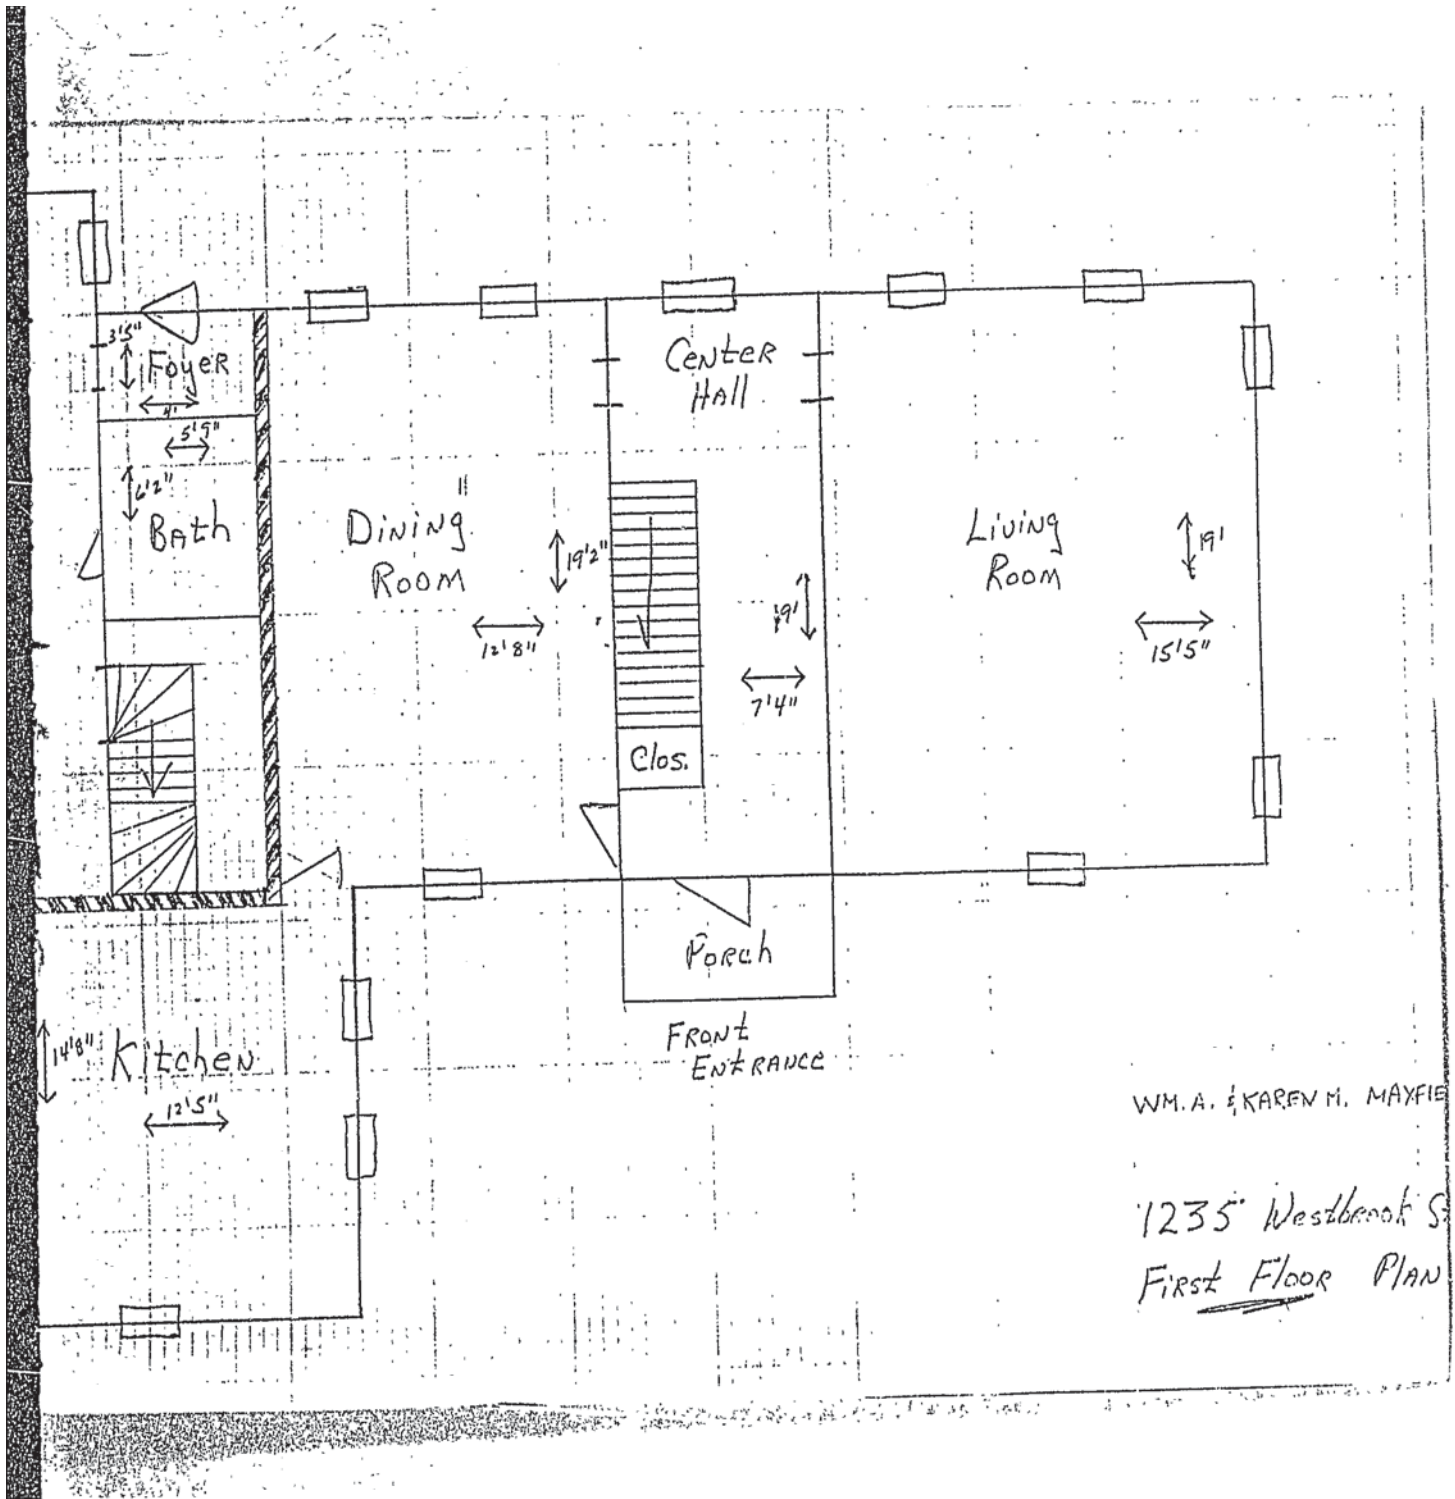 3'5"
Foyer
4'
5'9"
6'2"
Bath
Dining
Room
19'2"
12'8"
Center
Hall
19'
7'4"
Clos.
Living
Room
19'
15'5"
Porch
Front
Entrance
14'8"
Kitchen
12'5"
WM. A. & KAREN M. MAYFIE
1235 Westbrook S
First Floor Plan